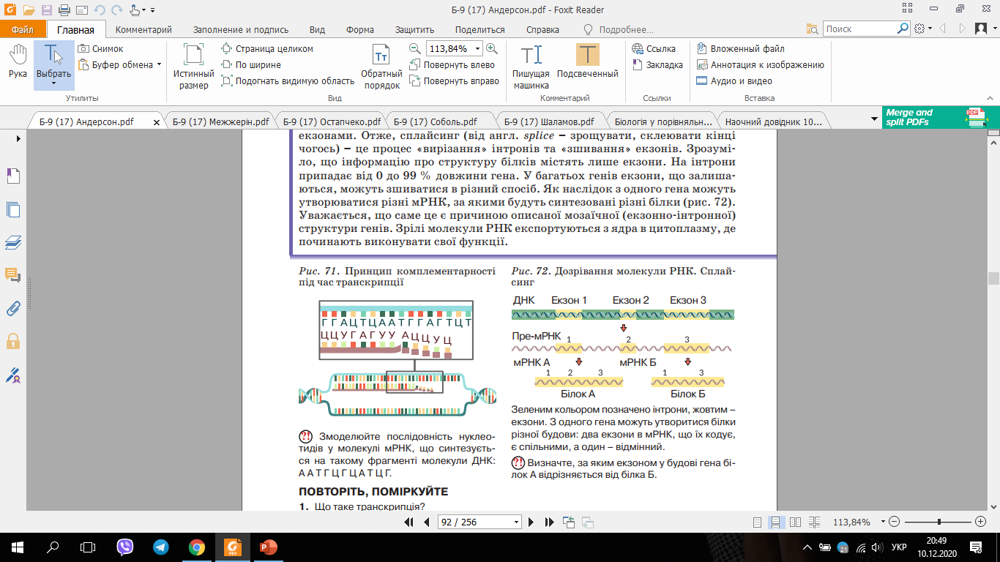 Б-9 (17) Андерсон.pdf - Foxit Reader
Файл Главная Комментарий Заполнение и подпись Вид Форма Защитить Поделиться Справка Подробнее... Поиск
Рука
Выбрать
Снимок
Буфер обмена
Утилиты
Истинный размер
Страница целиком
По ширине
Подогнать видимую область
Обратный порядок
113,84%
Повернуть влево
Повернуть вправо
Вид
Пишущая машинка
Подсвеченный
Комментарий
Ссылка
Закладка
Ссылки
Вложенный файл
Аннотация к изображению
Аудио и видео
Вставка
Б-9 (17) Андерсон.pdf Б-9 (17) Межжерін.pdf Б-9 (17) Остапчеко.pdf Б-9 (17) Соболь.pdf Б-9 (17) Шаламов.pdf Біологія у порівняльн... Наочний довідник 10...
Merge and
split PDFs
PDF
екзонами. Отже, сплайсинг (від англ. splice – зрощувати, склеювати кінці
чогось) – це процес «вирізання» інтронів та «зшивання» екзонів. Зрозумі-
ло, що інформацію про структуру білків містять лише екзони. На інтрони
припадає від 0 до 99 % довжини гена. У багатьох генів екзони, що залиша-
ються, можуть зшиватися в різний спосіб. Як наслідок з одного гена можуть
утворюватися різні мРНК, за якими будуть синтезовані різні білки (рис. 72).
Уважається, що саме це є причиною описаної мозаїчної (екзонно-інтронної)
структури генів. Зрілі молекули РНК експортуються з ядра в цитоплазму, де
починають виконувати свої функції.
Рис. 71. Принцип комплементарності
під час транскрипції
Г Г А Ц Т Ц А А Т Г Г А Г Т Ц Т
Ц Ц У Г А Г У У А Ц Ц У Ц
?! Змоделюйте послідовність нуклео-
тидів у молекулі мРНК, що синтезуєть-
ся на такому фрагменті молекули ДНК:
А А Т Г Ц Г Ц А Т Ц Г.
ПОВТОРІТЬ, ПОМІРКУЙТЕ
1. Що таке транскрипція?
Рис. 72. Дозрівання молекули РНК. Сплай-
синг
ДНК Екзон 1 Екзон 2 Екзон 3
Пре-мРНК 1 2 3
мРНК А мРНК Б
1 2 3 1 3
Білок А Білок Б
Зеленим кольором позначено інтрони, жовтим –
екзони. З одного гена можуть утворитися білки
різної будови: два екзони в мРНК, що їх кодує,
є спільними, а один – відмінний.
?! Визначте, за яким екзоном у будові гена бі-
лок А відрізняється від білка Б.
92 / 256
113,84%
21
УКР
20:49
10.12.2020